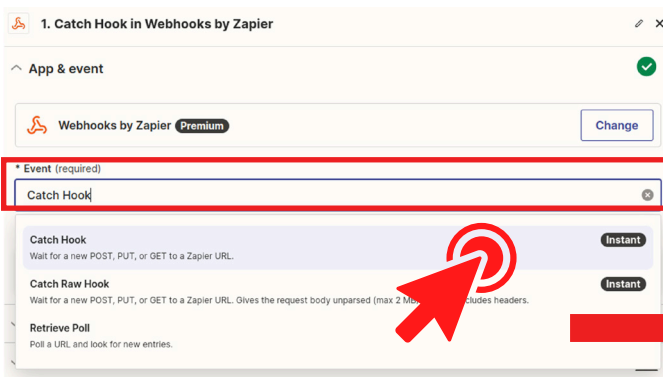 1. Catch Hook in Webhooks by Zapier
App & event
Webhooks by Zapier Premium
Change
* Event (required)
Catch Hook
Catch Hook
Instant
Wait for a new POST, PUT, or GET to a Zapier URL.
Catch Raw Hook
Instant
Wait for a new POST, PUT, or GET to a Zapier URL. Gives the request body unparsed (max 2 cludes headers.
Retrieve Poll
Poll a URL and look for new entries.